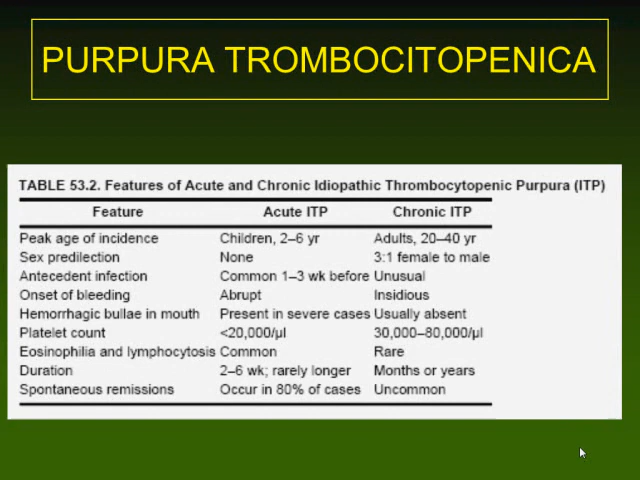 PURPURA TROMBOCITOPENICA
TABLE 53.2. Features of Acute and Chronic Idiopathic Thrombocytopenic Purpura (ITP)
Feature Acute ITP Chronic ITP
Peak age of incidence Children, 2–6 yr Adults, 20–40 yr
Sex predilection None 3:1 female to male
Antecedent infection Common 1–3 wk before Unusual
Onset of bleeding Abrupt Insidious
Hemorrhagic bullae in mouth Present in severe cases Usually absent
Platelet count <20,000/µl 30,000–80,000/µl
Eosinophilia and lymphocytosis Common Rare
Duration 2–6 wk; rarely longer Months or years
Spontaneous remissions Occur in 80% of cases Uncommon